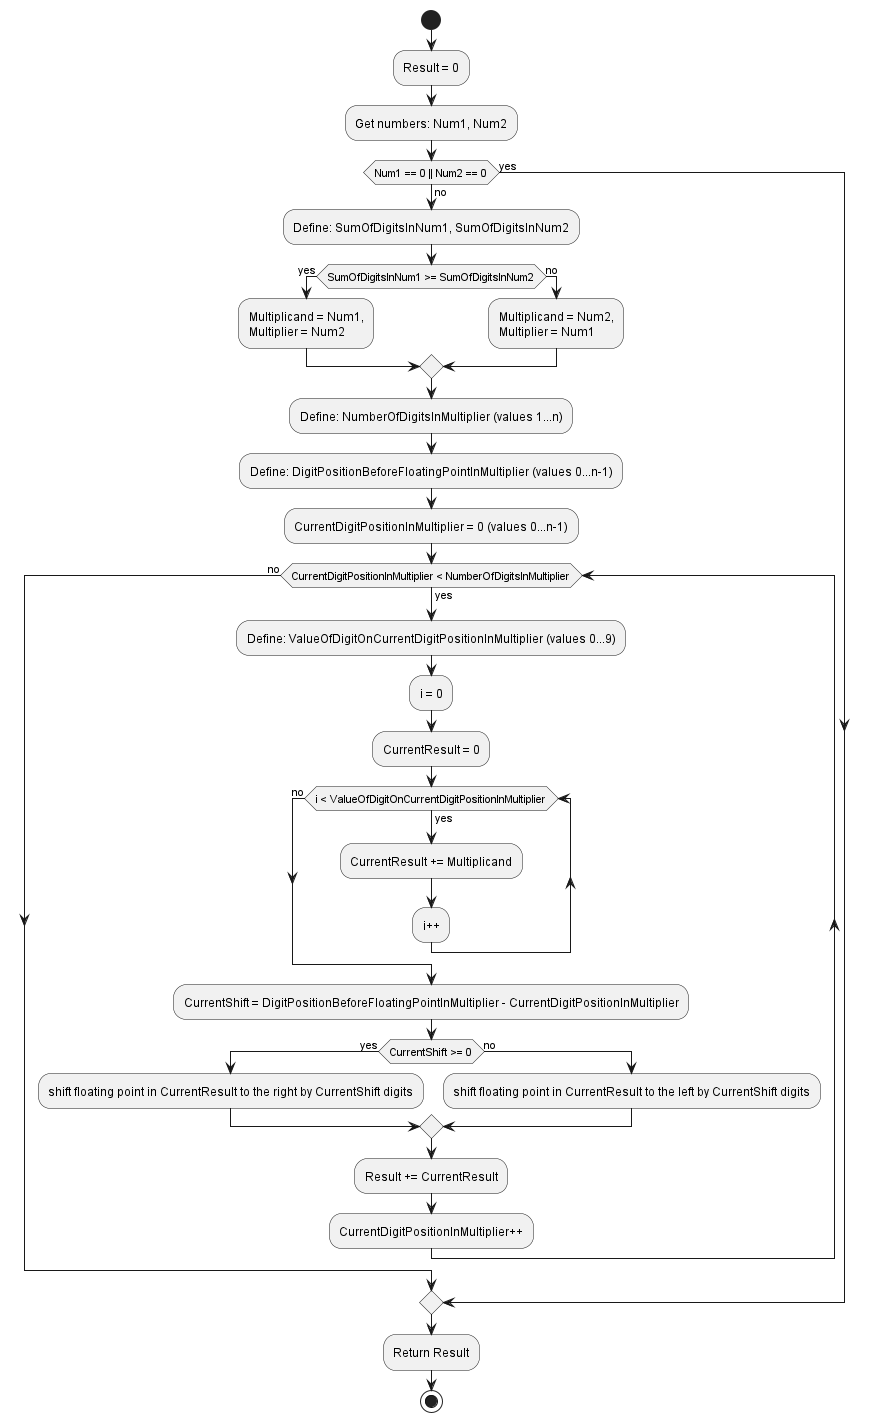 Result = 0
Get numbers: Num1, Num2
Num1 == 0 || Num2 == 0
yes
no
Define: SumOfDigitsInNum1, SumOfDigitsInNum2
yes
SumOfDigitsInNum1 >= SumOfDigitsInNum2
no
Multiplicand = Num1,
Multiplier = Num2
Multiplicand = Num2,
Multiplier = Num1
Define: NumberOfDigitsInMultiplier (values 1...n)
Define: DigitPositionBeforeFloatingPointInMultiplier (values 0...n-1)
CurrentDigitPositionInMultiplier = 0 (values 0...n-1)
no
CurrentDigitPositionInMultiplier < NumberOfDigitsInMultiplier
yes
Define: ValueOfDigitOnCurrentDigitPositionInMultiplier (values 0...9)
i = 0
CurrentResult = 0
no
i < ValueOfDigitOnCurrentDigitPositionInMultiplier
yes
CurrentResult += Multiplicand
i++
CurrentShift = DigitPositionBeforeFloatingPointInMultiplier - CurrentDigitPositionInMultiplier
yes
CurrentShift >= 0
no
shift floating point in CurrentResult to the right by CurrentShift digits
shift floating point in CurrentResult to the left by CurrentShift digits
Result += CurrentResult
CurrentDigitPositionInMultiplier++
Return Result